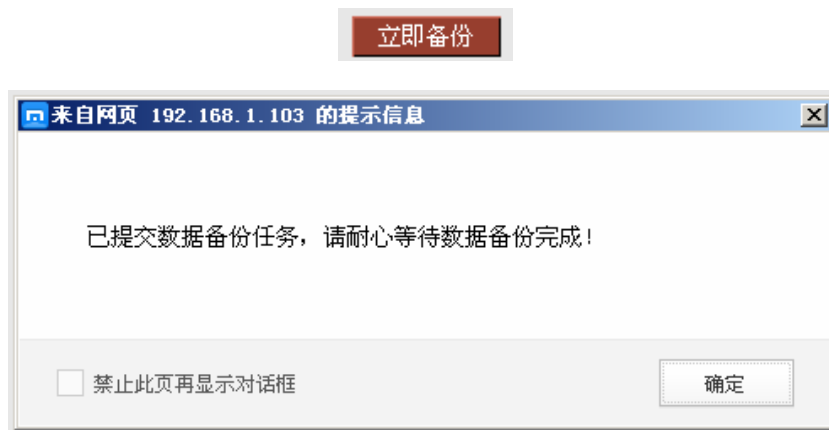 立即备份
来自网页 192.168.1.103 的提示信息
已提交数据备份任务，请耐心等待数据备份完成！
禁止此页再显示对话框
确定